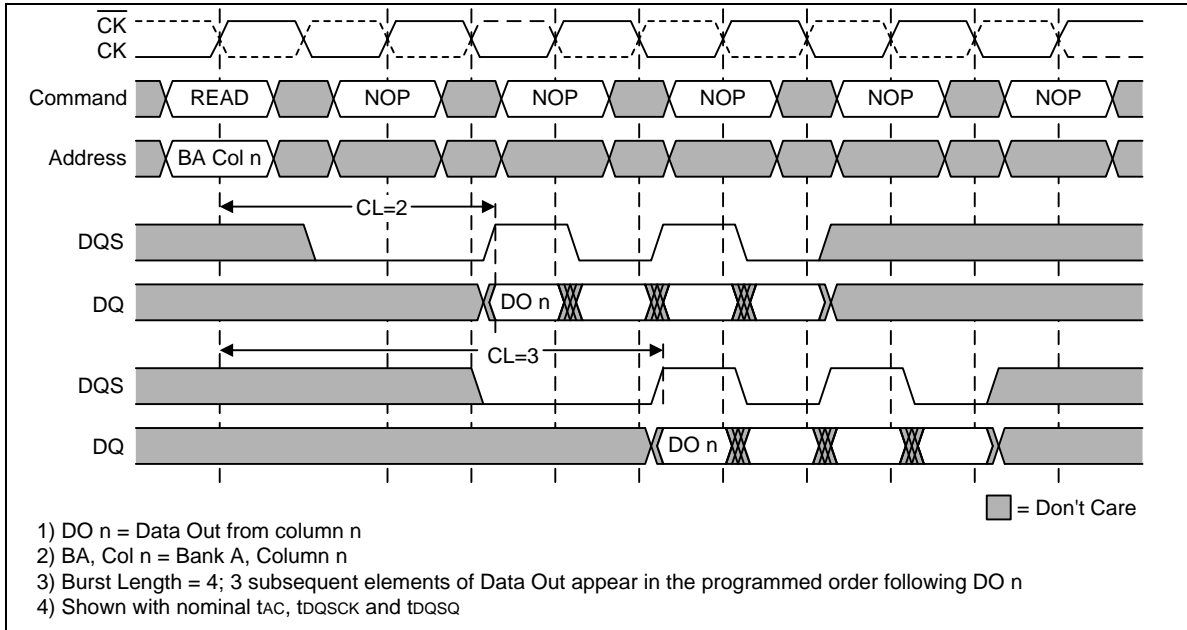 CK
CK
Command READ NOP NOP NOP NOP NOP
Address BA Col n
CL=2
DQS
DQ DO n
CL=3
DQS
DQ DO n
= Don't Care
1) DO n = Data Out from column n
2) BA, Col n = Bank A, Column n
3) Burst Length = 4; 3 subsequent elements of Data Out appear in the programmed order following DO n
4) Shown with nominal tAC, tDQSCK and tDQSQ